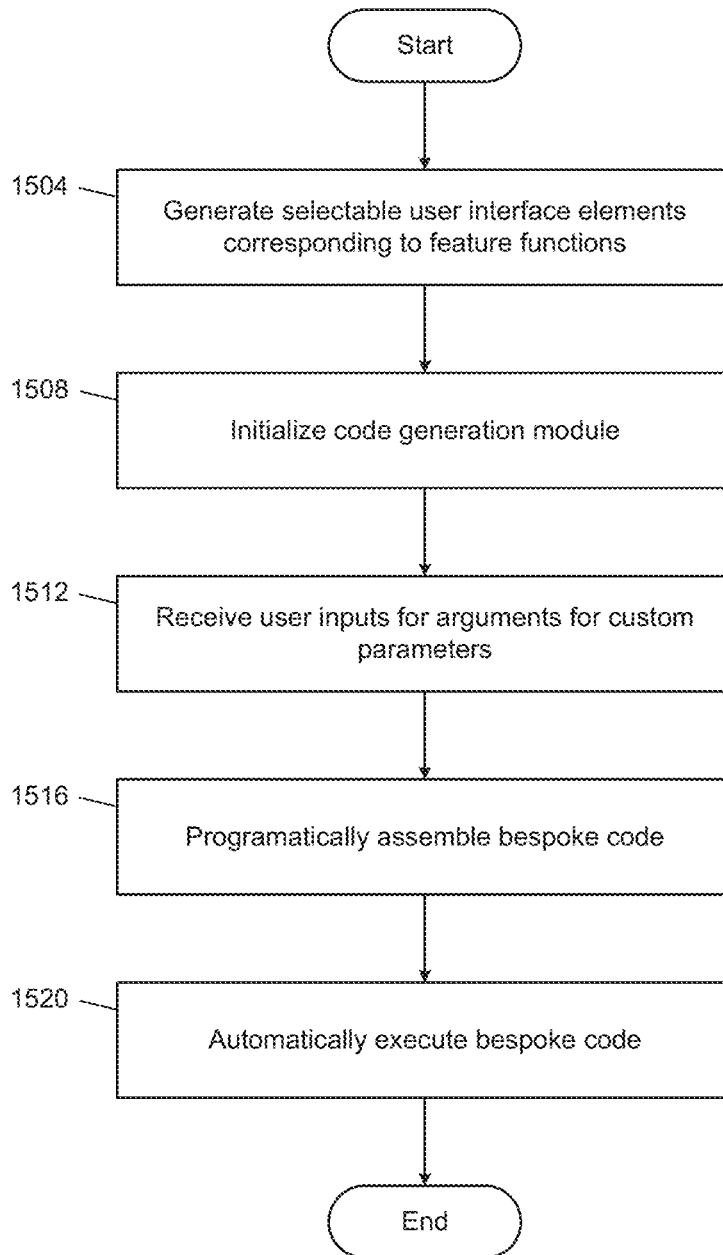 Start
1504
Generate selectable user interface elements
corresponding to feature functions
1508
Initialize code generation module
1512
Receive user inputs for arguments for custom
parameters
1516
Programatically assemble bespoke code
1520
Automatically execute bespoke code
End